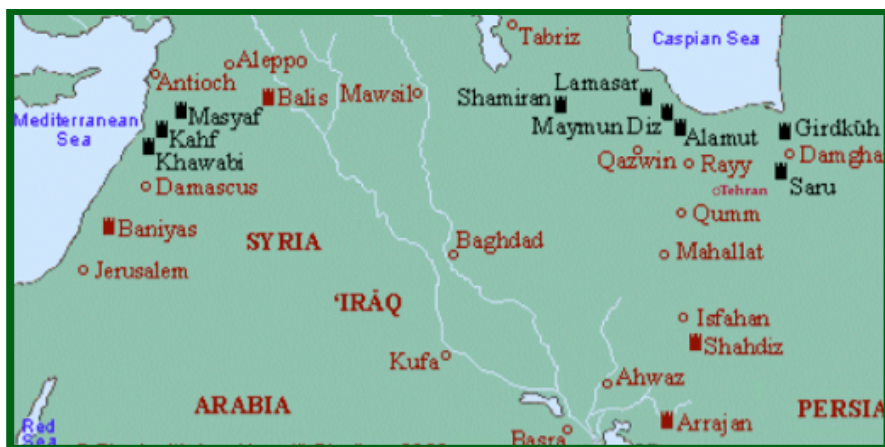 Tabriz
Caspian Sea
Aleppo
Antioch
Lamasar
Balis
Mawsil
Shamiran
Masyaf
Mediterranean
Sea
Kahf
Maymun Diz
Alamut
Girdkūh
Khawabi
Qazwin
Rayy
Damgha
Damascus
Tehran
Saru
Qumm
Baniyas
SYRIA
Baghdad
Mahallat
Jerusalem
'IRĀQ
Isfahan
Shahdiz
Kufa
Ahwaz
ARABIA
PERSIA
Arrajan
Red
Sea
Basra